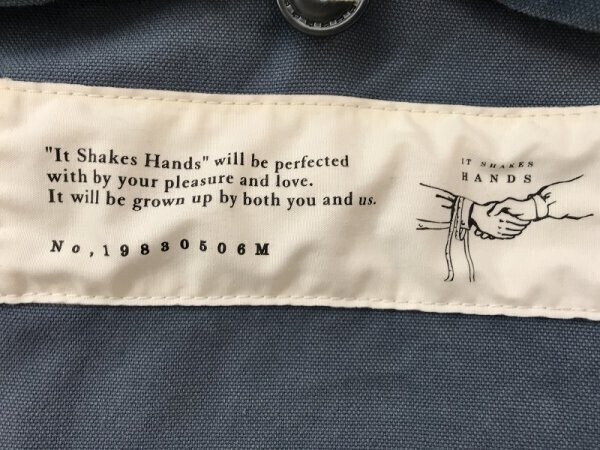 "It Shakes Hands" will be perfected
with by your pleasure and love.
It will be grown up by both you and us.
No,19830506M
IT SHAKES
HANDS